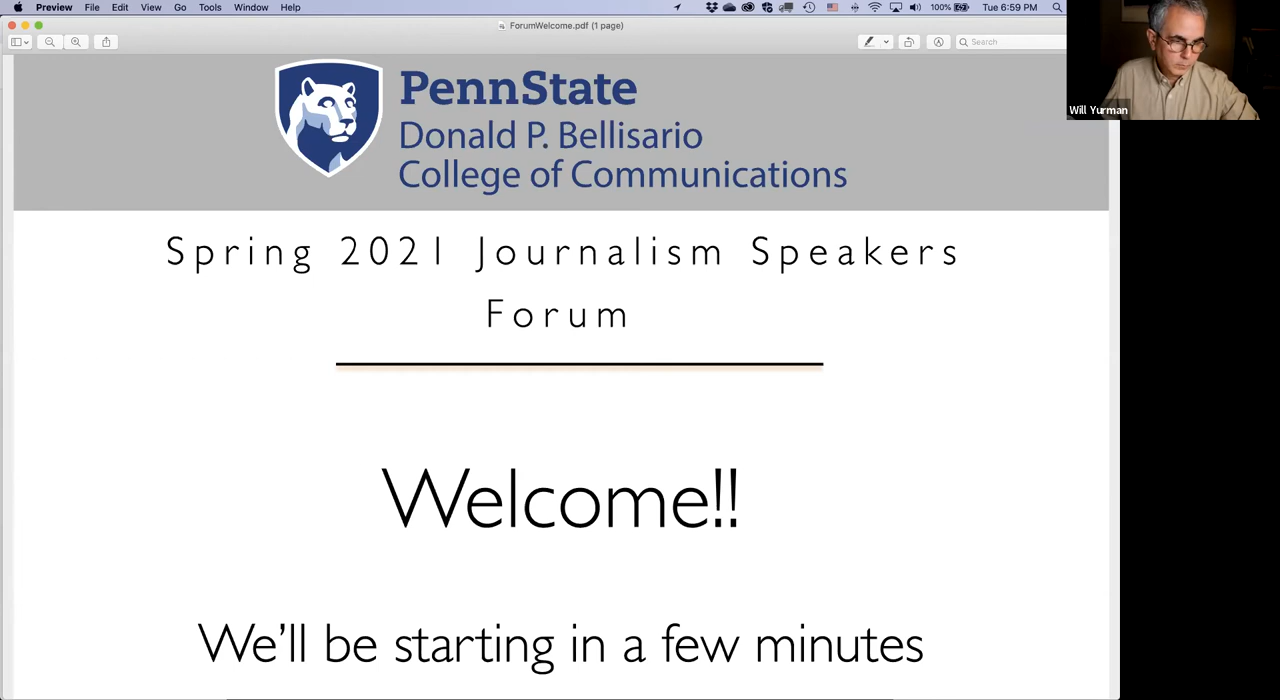 Preview File Edit View Go Tools Window Help 100% Tue 6:59 PM
ForumWelcome.pdf (1 page)
Search
PennState
Donald P. Bellisario
College of Communications
Will Yurman
Spring 2021 Journalism Speakers
Forum
Welcome!!
We'll be starting in a few minutes